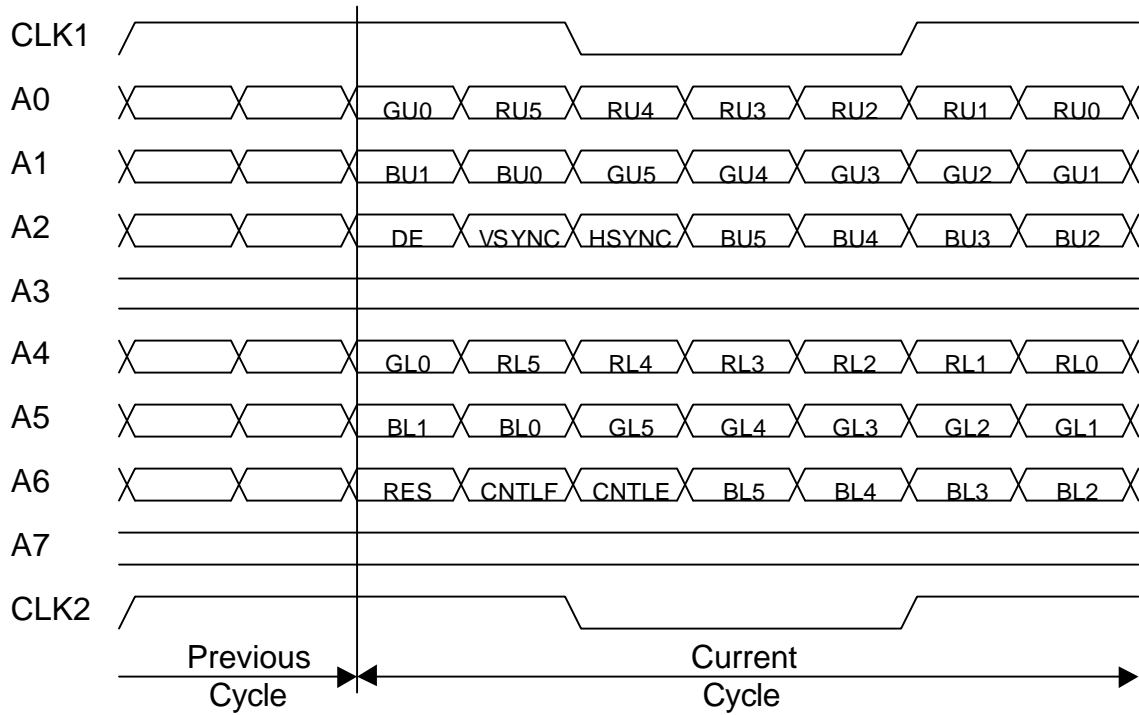 CLK1
A0 GU0 RU5 RU4 RU3 RU2 RU1 RU0
A1 BU1 BU0 GU5 GU4 GU3 GU2 GU1
A2 DE VSYNC HSYNC BU5 BU4 BU3 BU2
A3
A4 GL0 RL5 RL4 RL3 RL2 RL1 RL0
A5 BL1 BL0 GL5 GL4 GL3 GL2 GL1
A6 RES CNTLF CNTLE BL5 BL4 BL3 BL2
A7
CLK2
Previous Current
Cycle Cycle